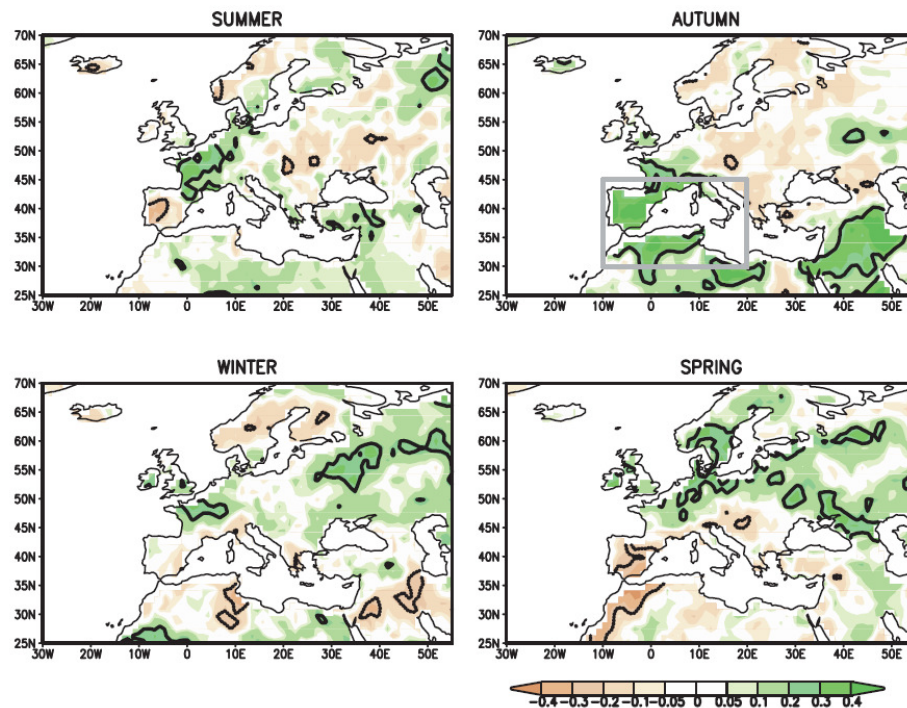 SUMMER
70N
65N
60N
55N
50N
45N
40N
35N
30N
25N
30W 20W 10W 0 10E 20E 30E 40E 50E
AUTUMN
70N
65N
60N
55N
50N
45N
40N
35N
30N
25N
30W 20W 10W 0 10E 20E 30E 40E 50E
WINTER
70N
65N
60N
55N
50N
45N
40N
35N
30N
25N
30W 20W 10W 0 10E 20E 30E 40E 50E
SPRING
70N
65N
60N
55N
50N
45N
40N
35N
30N
25N
30W 20W 10W 0 10E 20E 30E 40E 50E
-0.4 -0.3 -0.2 -0.1 -0.05 0 0.05 0.1 0.2 0.3 0.4